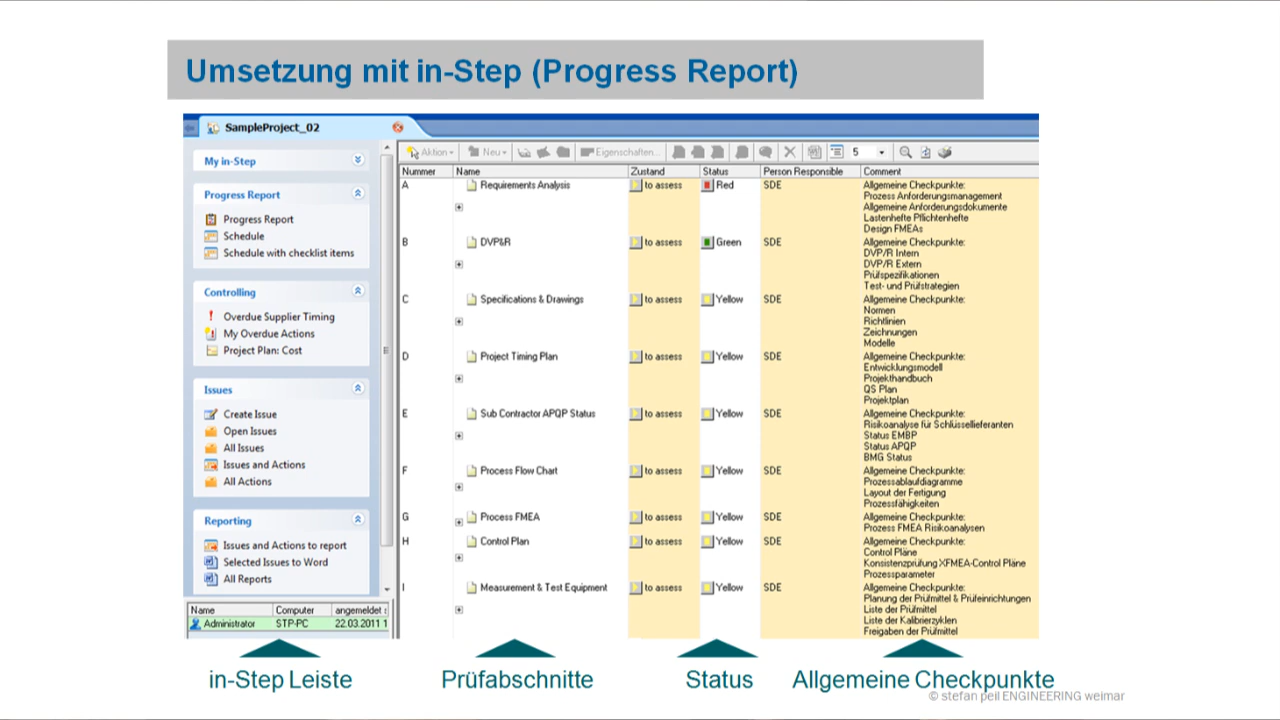 Umsetzung mit in-Step (Progress Report)
SampleProject_02
My in-Step
Progress Report
Progress Report
Schedule
Schedule with checklist items
Controlling
Overdue Supplier Timing
My Overdue Actions
Project Plan: Cost
Issues
Create Issue
Open Issues
All Issues
Issues and Actions
All Actions
Reporting
Issues and Actions to report
Selected Issues to Word
All Reports
Name Computer angemeldet
Administrator STP-PC 22.03.2011 1
Aktion Neu Eigenschaften... 5
Nummer Name Zustand Status Person Responsible Comment
A Requirements Analysis to assess Red SDE Allgemeine Checkpunkte:
Prozess Anforderungsmanagement
Allgemeine Anforderungsdokumente
Lastenhefte Pflichtenhefte
Design FMEAs
B DVP&R to assess Green SDE Allgemeine Checkpunkte:
DVP/R Intern
DVP/R Extern
Prüfspezifikationen
Test- und Prüfstrategien
C Specifications & Drawings to assess Yellow SDE Allgemeine Checkpunkte:
Normen
Richtlinien
Zeichnungen
Modelle
D Project Timing Plan to assess Yellow SDE Allgemeine Checkpunkte:
Entwicklungsmodell
Projekthandbuch
QS Plan
Projektplan
E Sub Contractor APQP Status to assess Yellow SDE Allgemeine Checkpunkte:
Risikoanalyse für Schlüssellieferanten
Status EMBP
Status APQP
BMG Status
F Process Flow Chart to assess Yellow SDE Allgemeine Checkpunkte:
Prozessablaufdiagramme
Layout der Fertigung
Prozessfähigkeiten
G Process FMEA to assess Yellow SDE Allgemeine Checkpunkte:
Prozess FMEA Risikoanalysen
H Control Plan to assess Yellow SDE Allgemeine Checkpunkte:
Control Pläne
Konsistenzprüfung XFMEA-Control Pläne
Prozessparameter
I Measurement & Test Equipment to assess Yellow SDE Allgemeine Checkpunkte:
Planung der Prüfmittel & Prüfeinrichtungen
Liste der Prüfmittel
Liste der Kalibrierzyklen
Freigaben der Prüfmittel
in-Step Leiste Prüfabschnitte Status Allgemeine Checkpunkte
© stefan peil ENGINEERING weimar